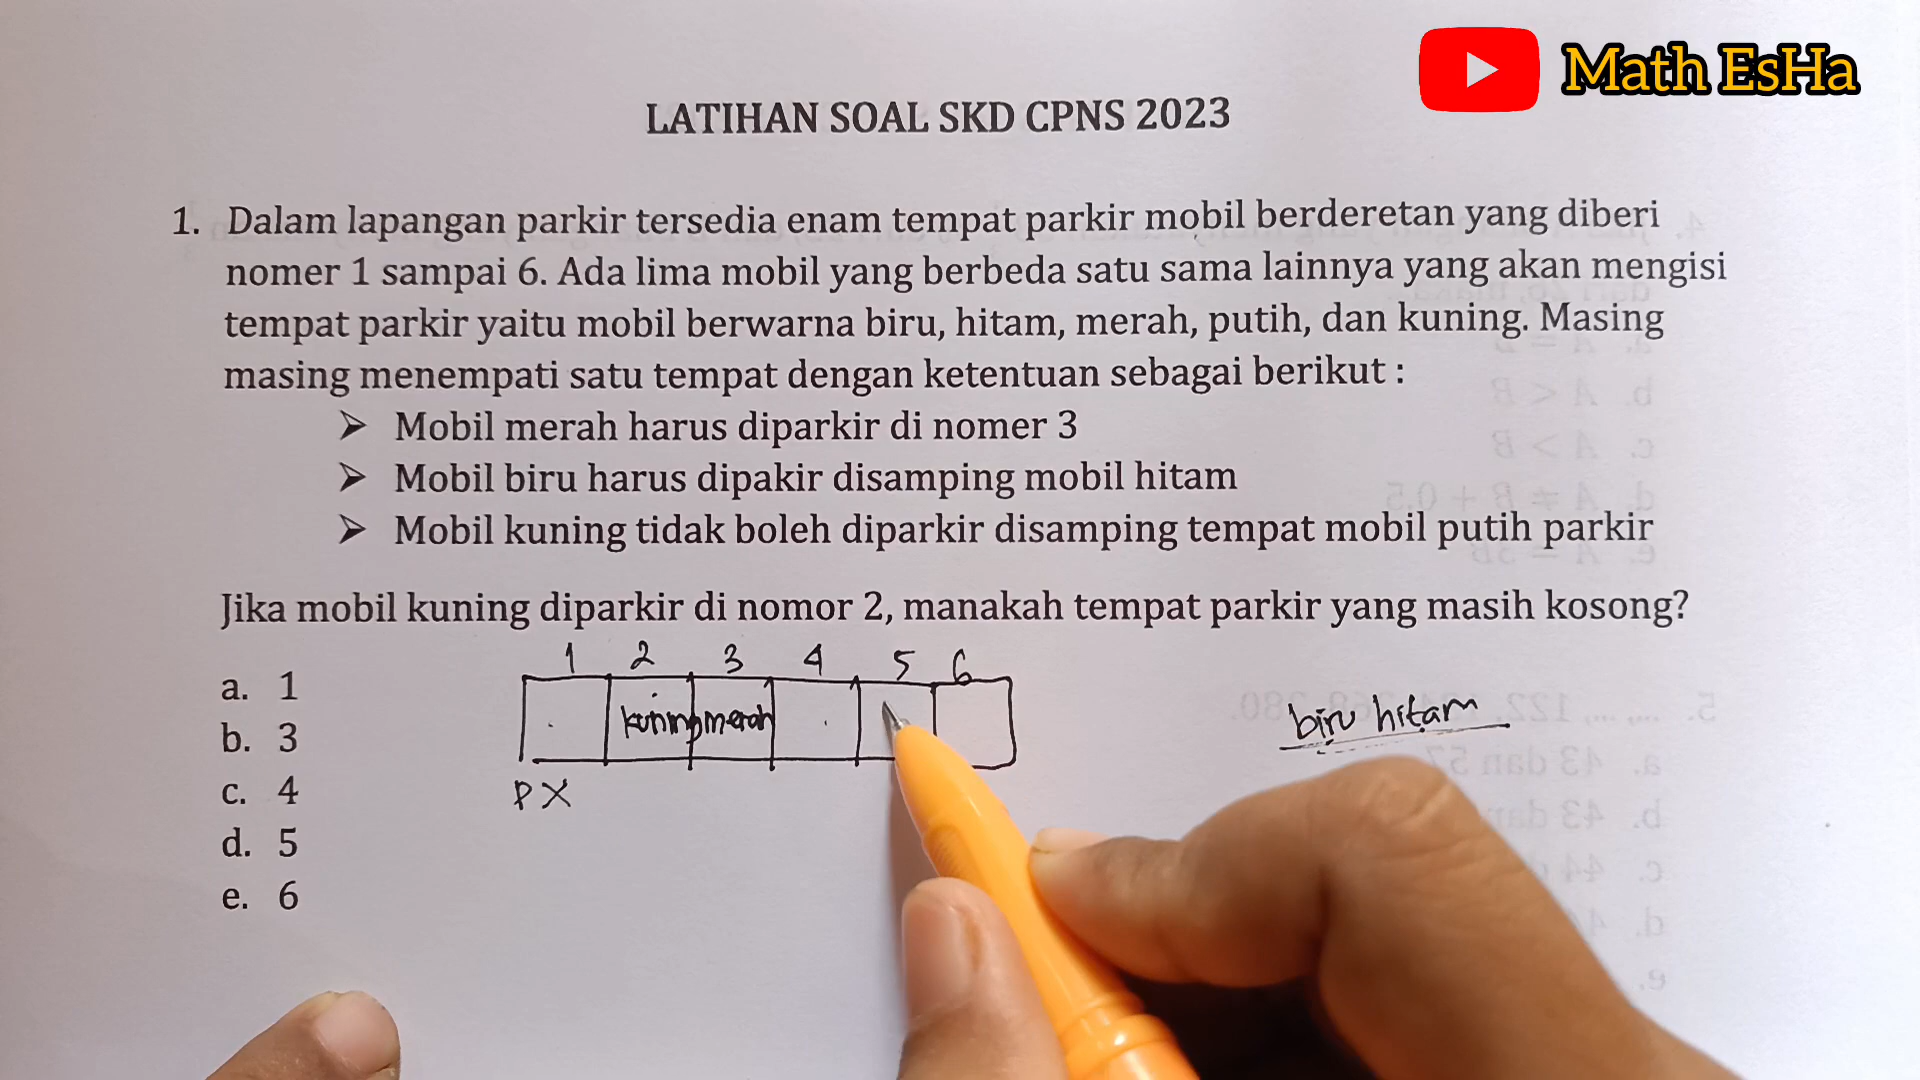 Math EsHa
LATIHAN SOAL SKD CPNS 2023
1. Dalam lapangan parkir tersedia enam tempat parkir mobil berderetan yang diberi
nomer 1 sampai 6. Ada lima mobil yang berbeda satu sama lainnya yang akan mengisi
tempat parkir yaitu mobil berwarna biru, hitam, merah, putih, dan kuning. Masing
masing menempati satu tempat dengan ketentuan sebagai berikut :
➤ Mobil merah harus diparkir di nomer 3
➤ Mobil biru harus dipakir disamping mobil hitam
➤ Mobil kuning tidak boleh diparkir disamping tempat mobil putih parkir
Jika mobil kuning diparkir di nomor 2, manakah tempat parkir yang masih kosong?
1 2 3 4 5 6
a. 1
kuning merah
biru hitam
b. 3
P X
c. 4
d. 5
e. 6